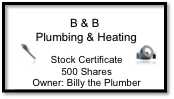 B & B
Plumbing & Heating
Stock Certificate
500 Shares
Owner: Billy the Plumber